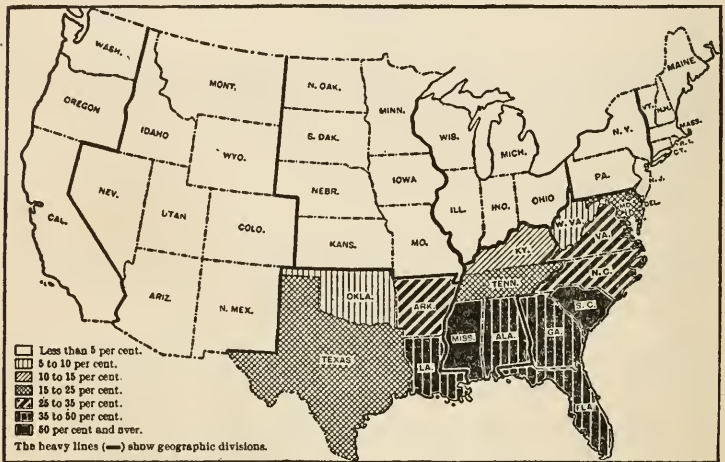 WASH.
MONT.
N. DAK.
MINN.
MAINE
OREGON
IDAHO
S. DAK.
WIS.
MICH.
VT.
N.H.
MASS.
R.I.
CT.
N.Y.
WYO.
IOWA
PA.
N.J.
NEBR.
NEV.
UTAH
COLO.
ILL.
IND.
OHIO
CAL.
KANS.
MO.
W. VA.
MD.
DEL.
VA.
KY.
N.C.
ARIZ.
N. MEX.
OKLA.
ARK.
TENN.
S.C.
TEXAS
LA.
MISS.
ALA.
GA.
FLA.
Less than 5 per cent.
5 to 10 per cent.
10 to 15 per cent.
15 to 25 per cent.
25 to 35 per cent.
35 to 50 per cent.
50 per cent and over.
The heavy lines (━) show geographic divisions.